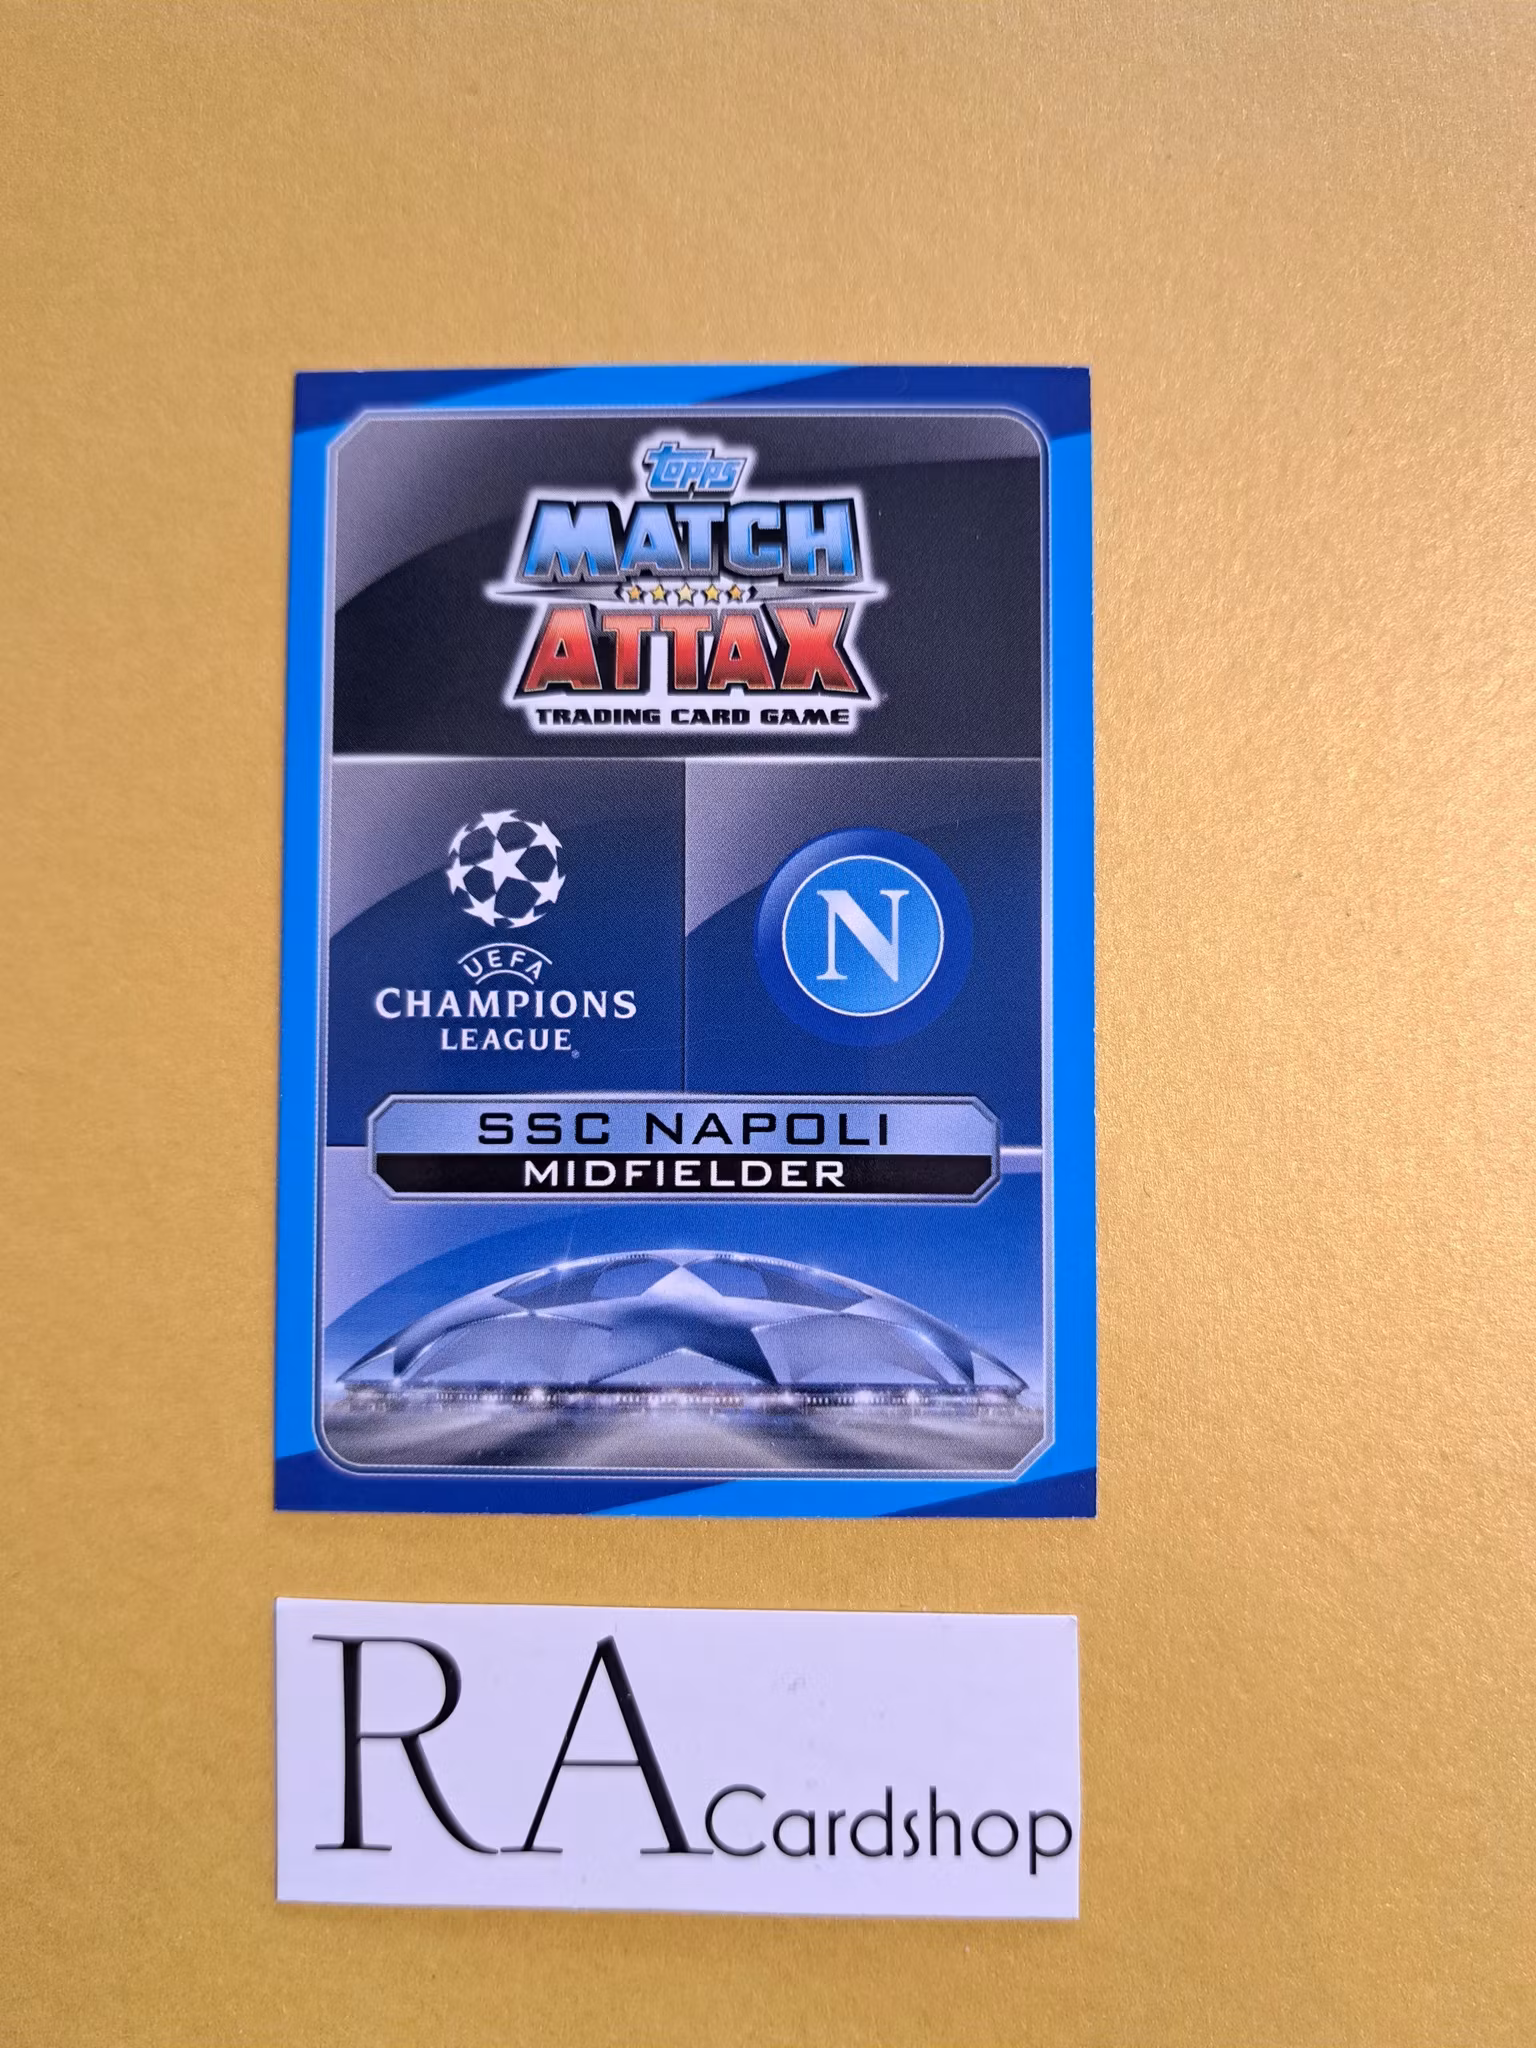 topps
MATCH
ATTAX
TRADING CARD GAME
UEFA
CHAMPIONS
LEAGUE®
N
SSC NAPOLI
MIDFIELDER
RA Cardshop